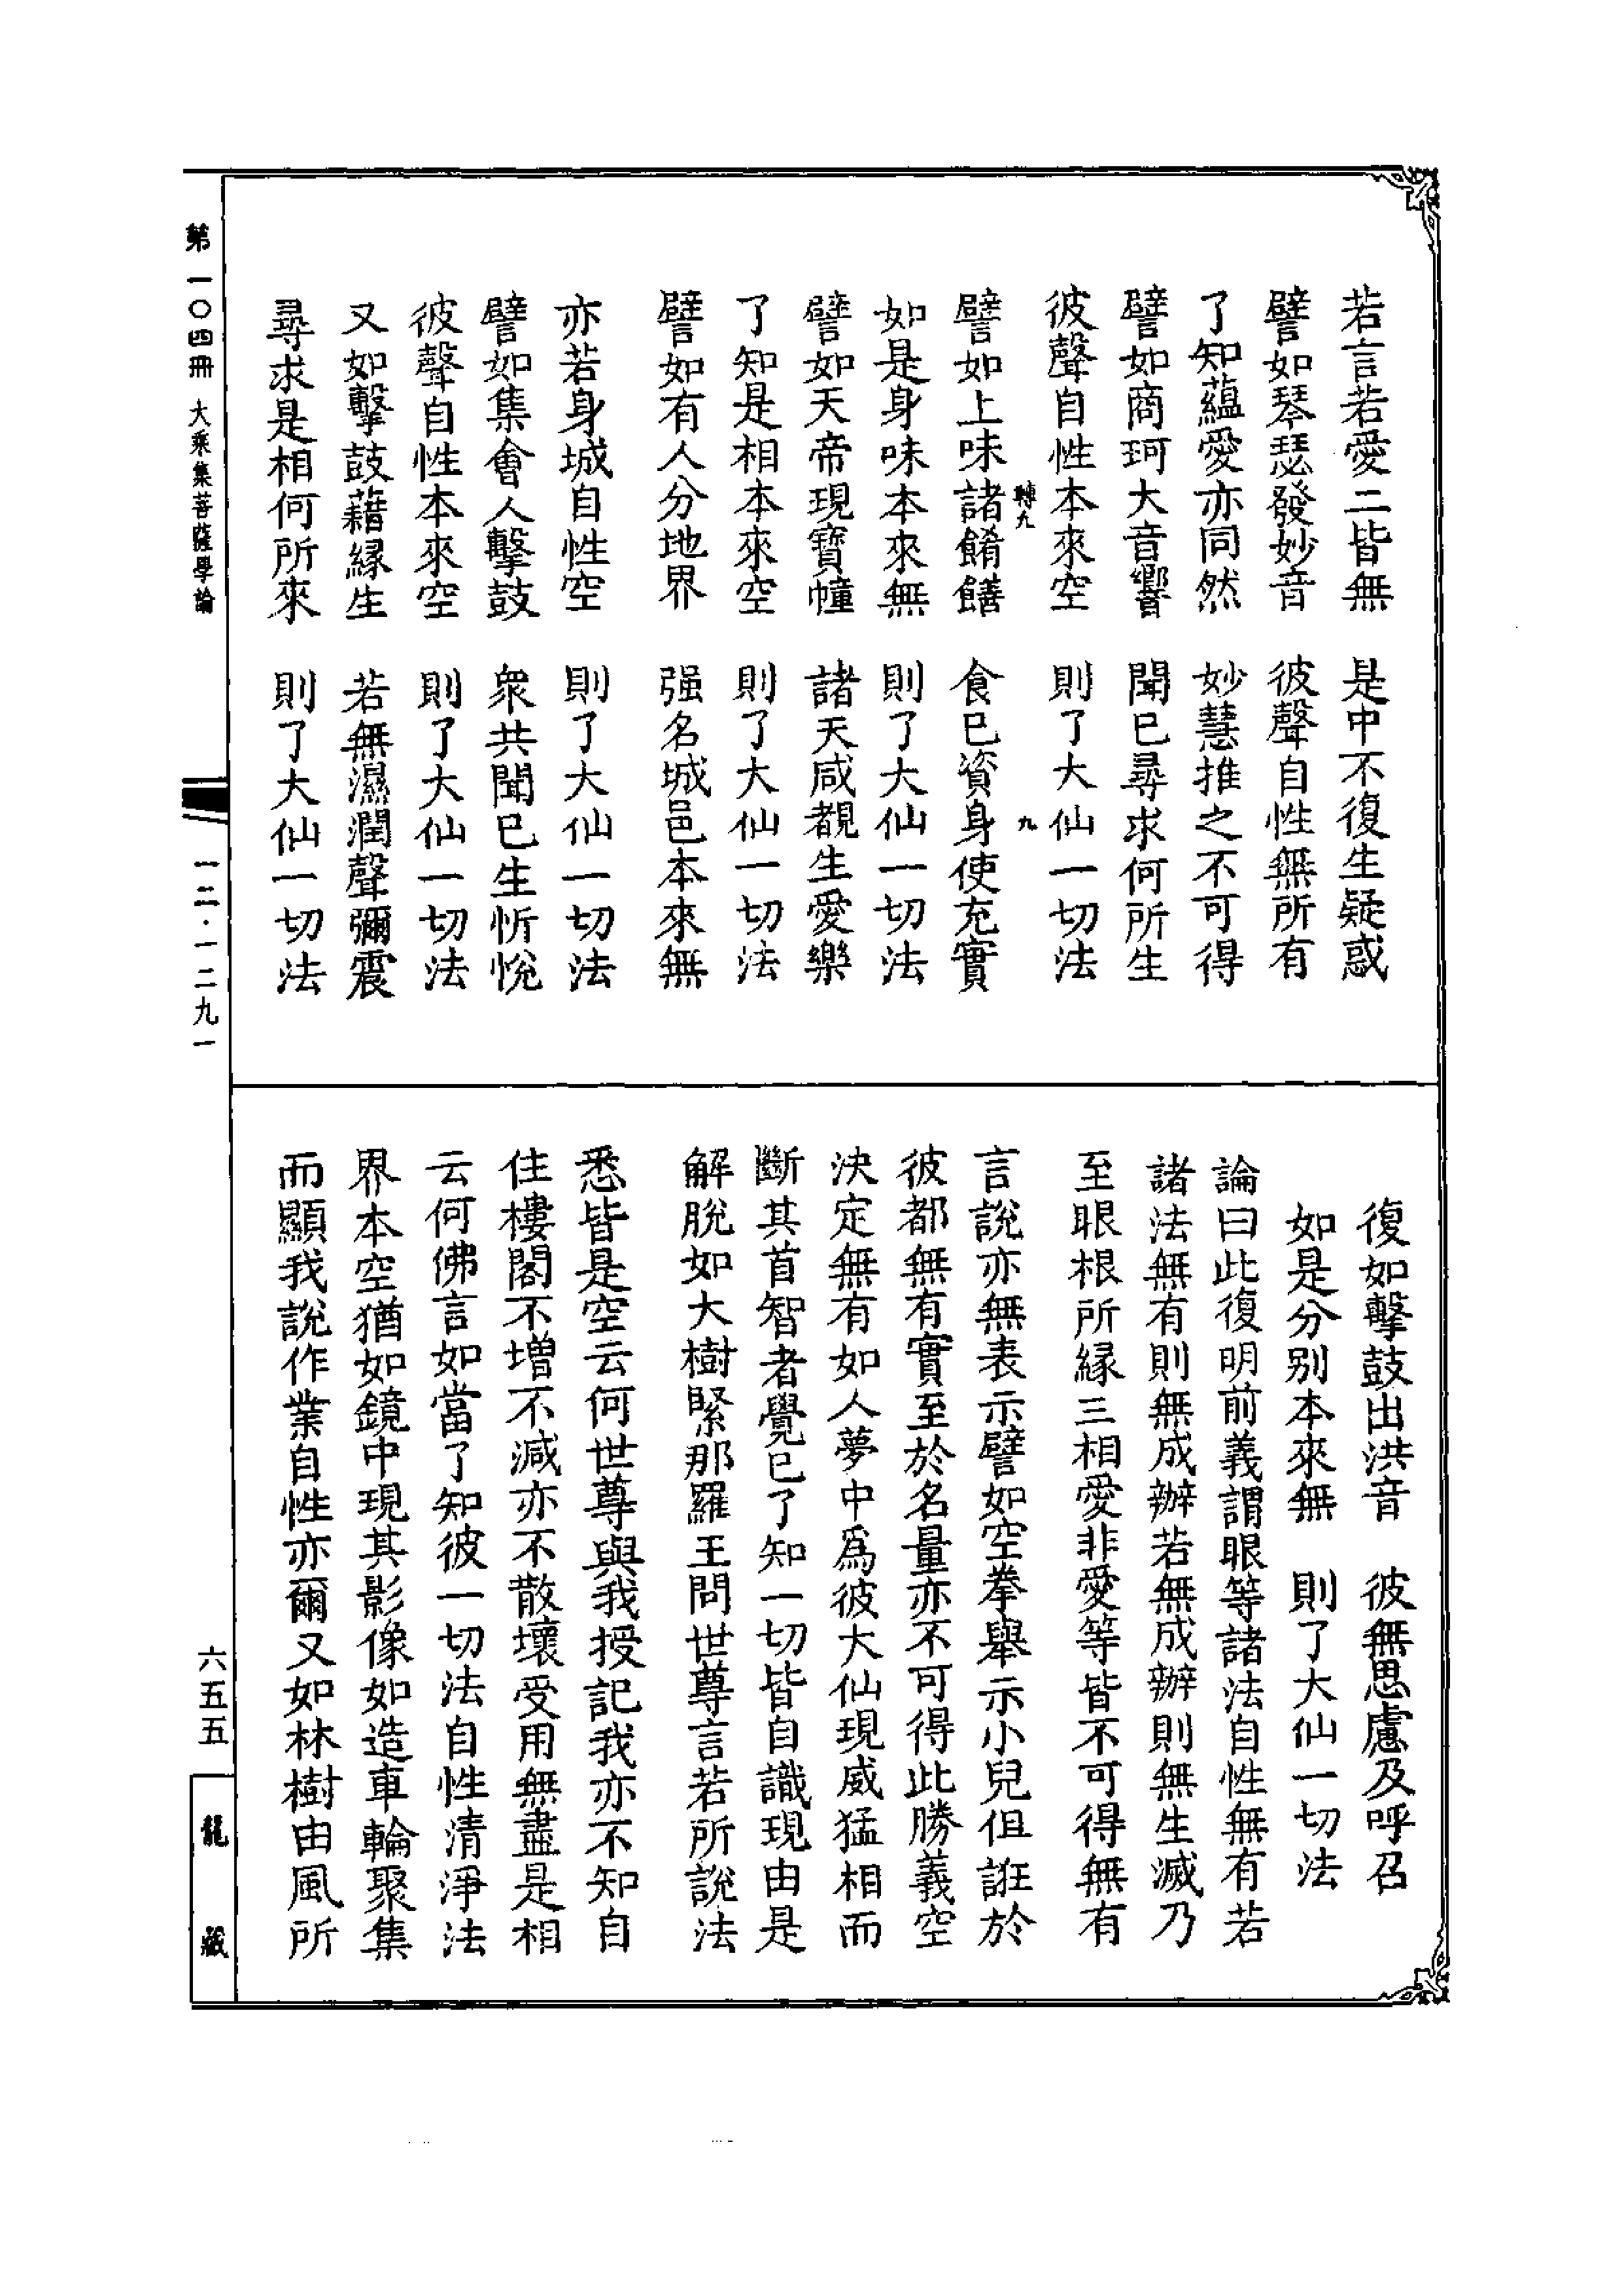 若言若愛二皆無　是中不復生疑惑
譬如琴瑟發妙音　彼聲自性無所有
了知蘊愛亦同然　妙慧推之不可得
譬如商珂大音響　聞已尋求何所生
彼聲自性本來空　則了大仙一切法
轉九　九
譬如上味諸餚饍　食已資身使充實
如是身味本來無　則了大仙一切法
譬如天帝現寶幢　諸天咸覩生愛樂
了知是相本來空　則了大仙一切法
譬如有人分地界　强名城邑本來無
亦若身城自性空　則了大仙一切法
譬如集會人擊鼓　衆共聞已生忻悅
彼聲自性本來空　則了大仙一切法
又如擊鼓藉緣生　若無濕潤聲彌震
尋求是相何所來　則了大仙一切法
復如擊鼓出洪音　彼無思慮及呼召
如是分別本來無　則了大仙一切法
論曰此復明前義謂眼等諸法自性無有若
諸法無有則無成辦若無成辦則無生滅乃
至眼根所緣三相愛非愛等皆不可得無有
言說亦無表示譬如空拳舉示小兒但誑於
彼都無有實至於名量亦不可得此勝義空
決定無有如人夢中爲彼大仙現威猛相而
斷其首智者覺已了知一切皆自識現由是
解脫如大樹緊那羅王問世尊言若所說法
悉皆是空云何世尊與我授記我亦不知自
住樓閣不增不減亦不散壞受用無盡是相
云何佛言如當了知彼一切法自性清淨法
界本空猶如鏡中現其影像如造車輪聚集
而顯我說作業自性亦爾又如林樹由風所
第一〇四冊　大乘集菩薩學論
一二·一二九一
六五五
龍藏